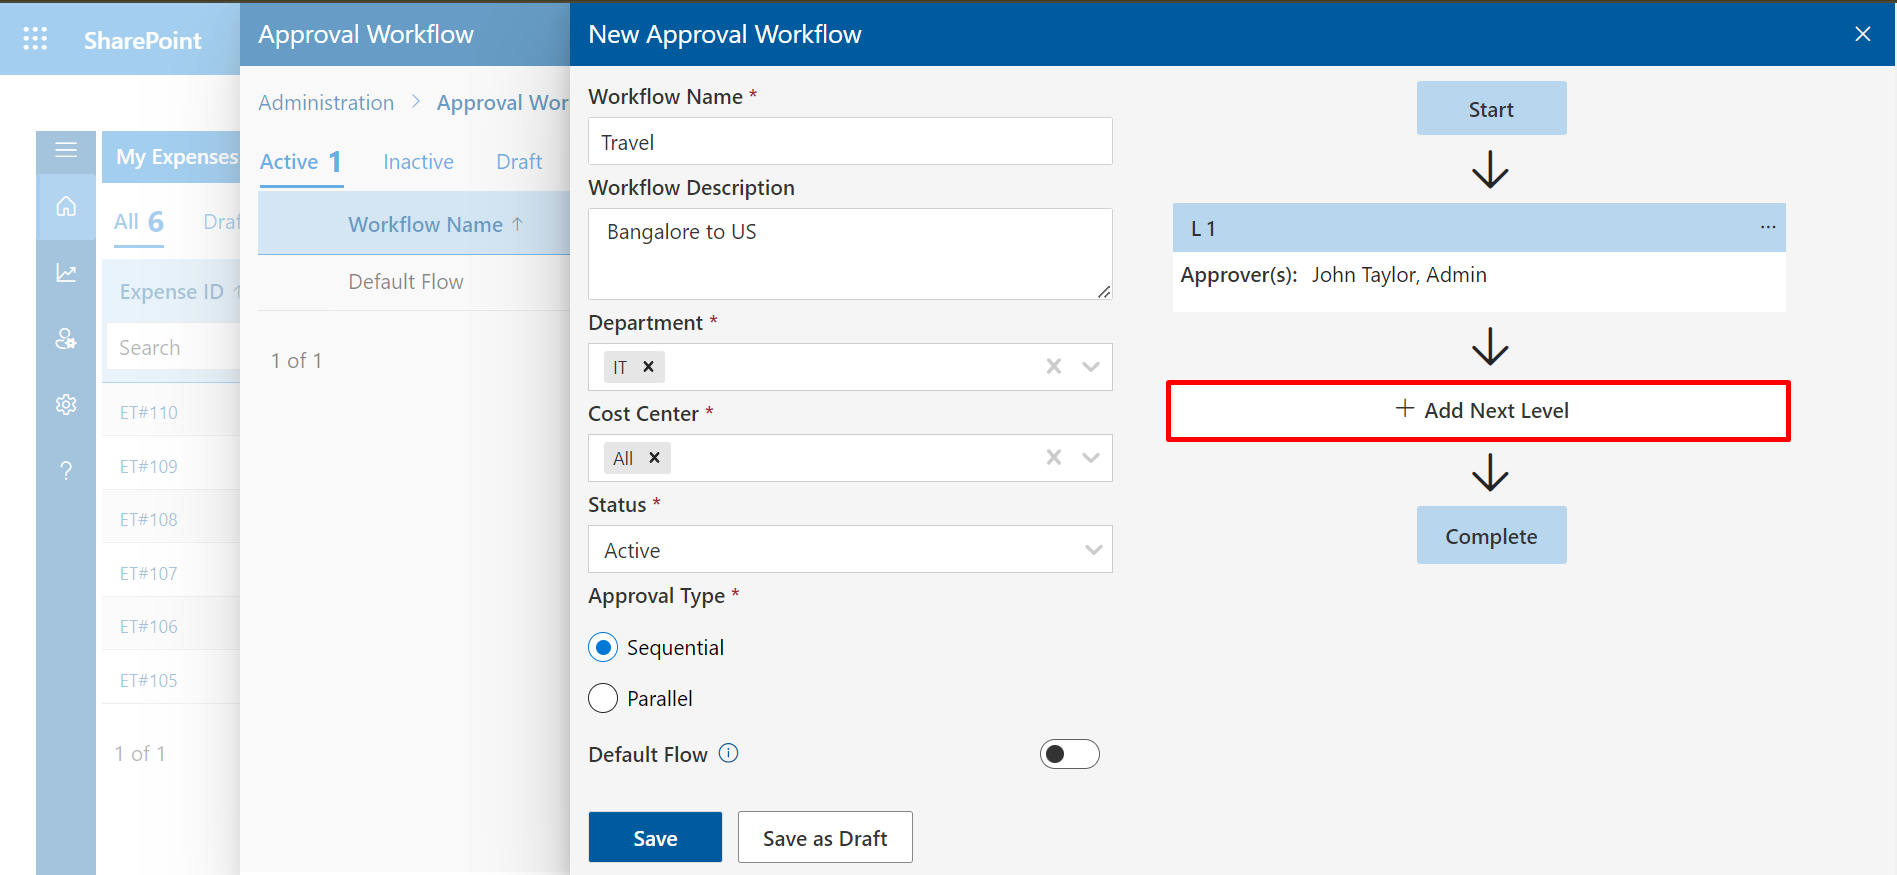 SharePoint
My Expenses
All 6
Expense ID
Search
ET#110
ET#109
ET#108
ET#107
ET#106
ET#105
1 of 1
Approval Workflow
Administration > Approval Wor
Active 1 Inactive Draft
Workflow Name ↑
Default Flow
1 of 1
New Approval Workflow
Workflow Name *
Travel
Workflow Description
Bangalore to US
Department *
IT
Cost Center *
All
Status *
Active
Approval Type *
Sequential
Parallel
Default Flow
Save Save as Draft
Start
L 1 ...
Approver(s): John Taylor, Admin
+ Add Next Level
Complete